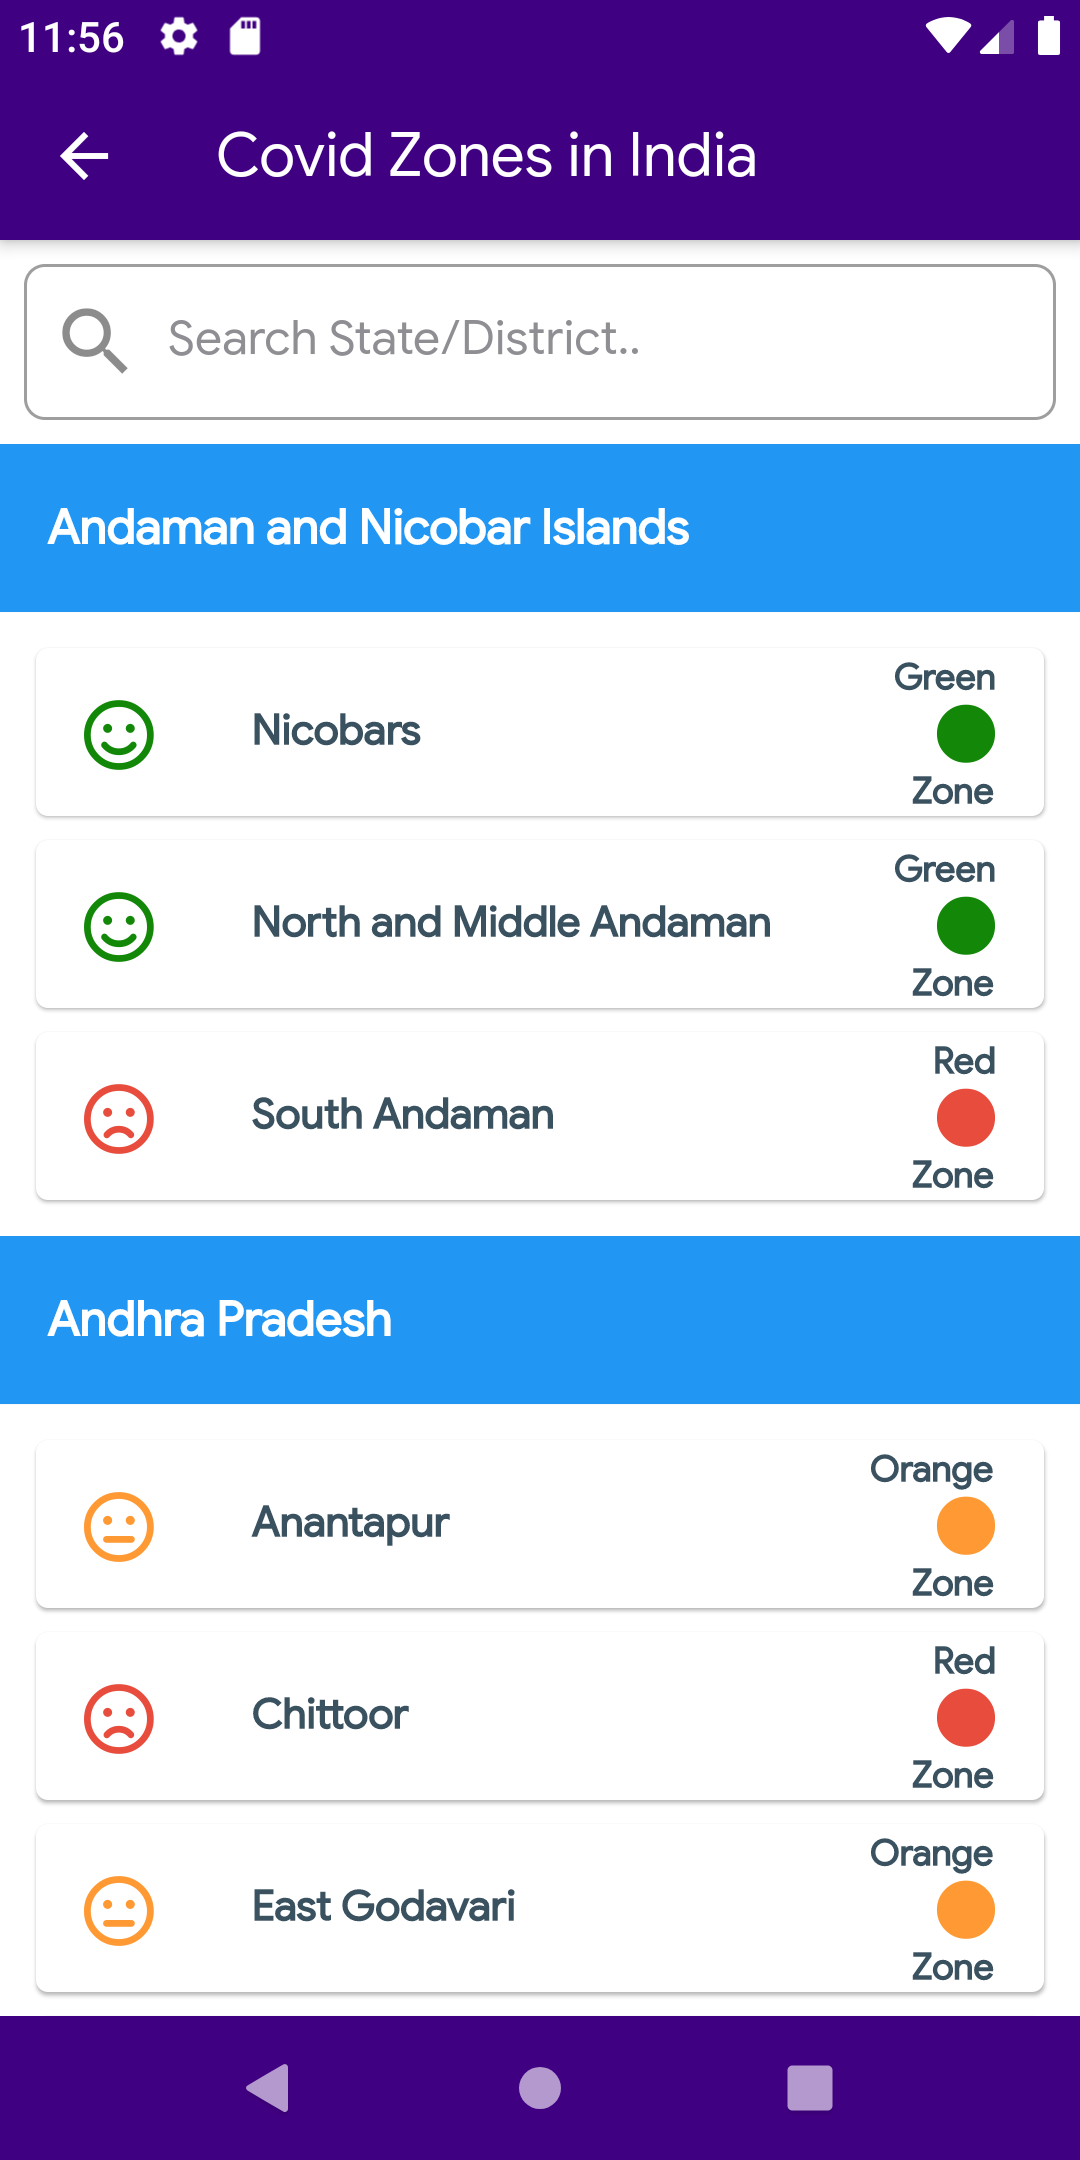 11:56
Covid Zones in India
Search State/District..
Andaman and Nicobar Islands
Green
Nicobars
Zone
Green
North and Middle Andaman
Zone
Red
South Andaman
Zone
Andhra Pradesh
Orange
Anantapur
Zone
Red
Chittoor
Zone
Orange
East Godavari
Zone